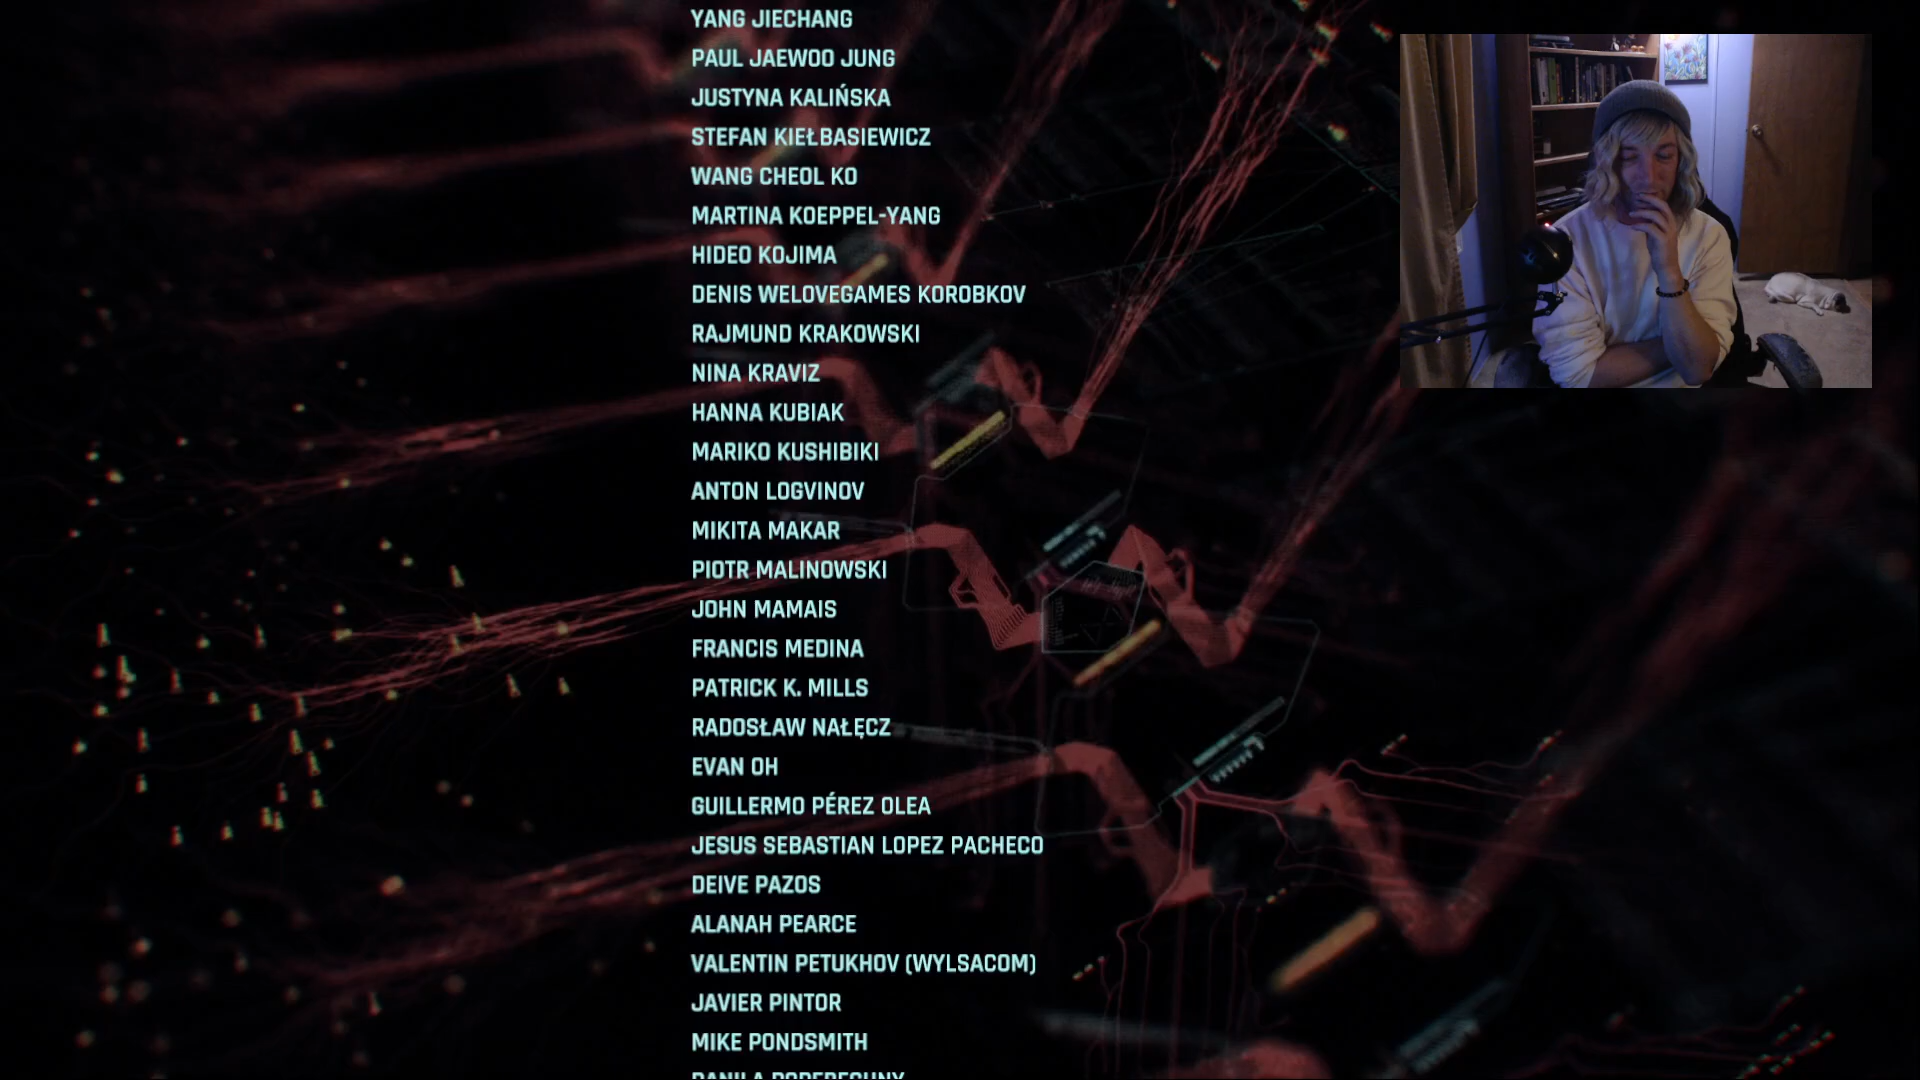 YANG JIECHANG
PAUL JAEWOO JUNG
JUSTYNA KALIŃSKA
STEFAN KIEŁBASIEWICZ
WANG CHEOL KO
MARTINA KOEPPEL-YANG
HIDEO KOJIMA
DENIS WELOVEGAMES KOROBKOV
RAJMUND KRAKOWSKI
NINA KRAVIZ
HANNA KUBIAK
MARIKO KUSHIBIKI
ANTON LOGVINOV
MIKITA MAKAR
PIOTR MALINOWSKI
JOHN MAMAIS
FRANCIS MEDINA
PATRICK K. MILLS
RADOSŁAW NAŁĘCZ
EVAN OH
GUILLERMO PÉREZ OLEA
JESUS SEBASTIAN LOPEZ PACHECO
DEIVE PAZOS
ALANAH PEARCE
VALENTIN PETUKHOV (WYLSACOM)
JAVIER PINTOR
MIKE PONDSMITH